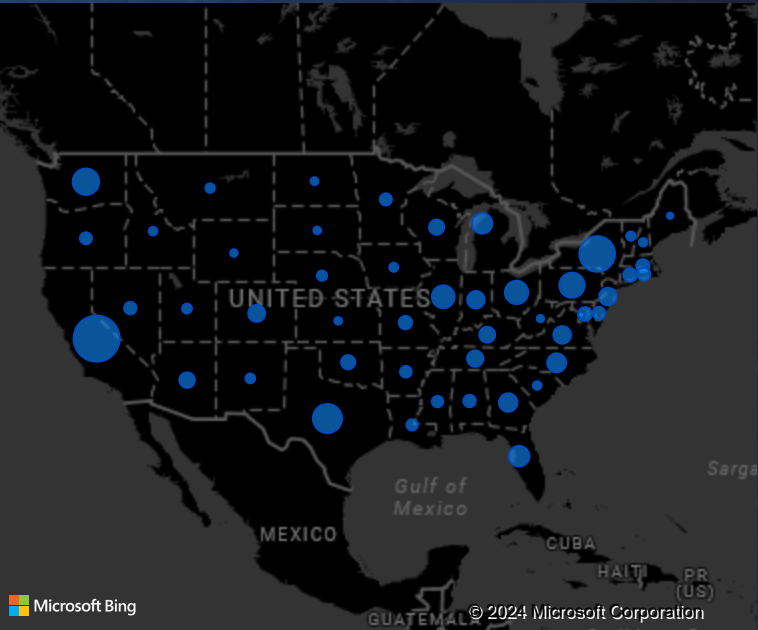 UNITED STATES
Gulf of
Mexico
Sarga
MEXICO
CUBA
HAITI
PR
(US)
GUATEMALA
Microsoft Bing
© 2024 Microsoft Corporation